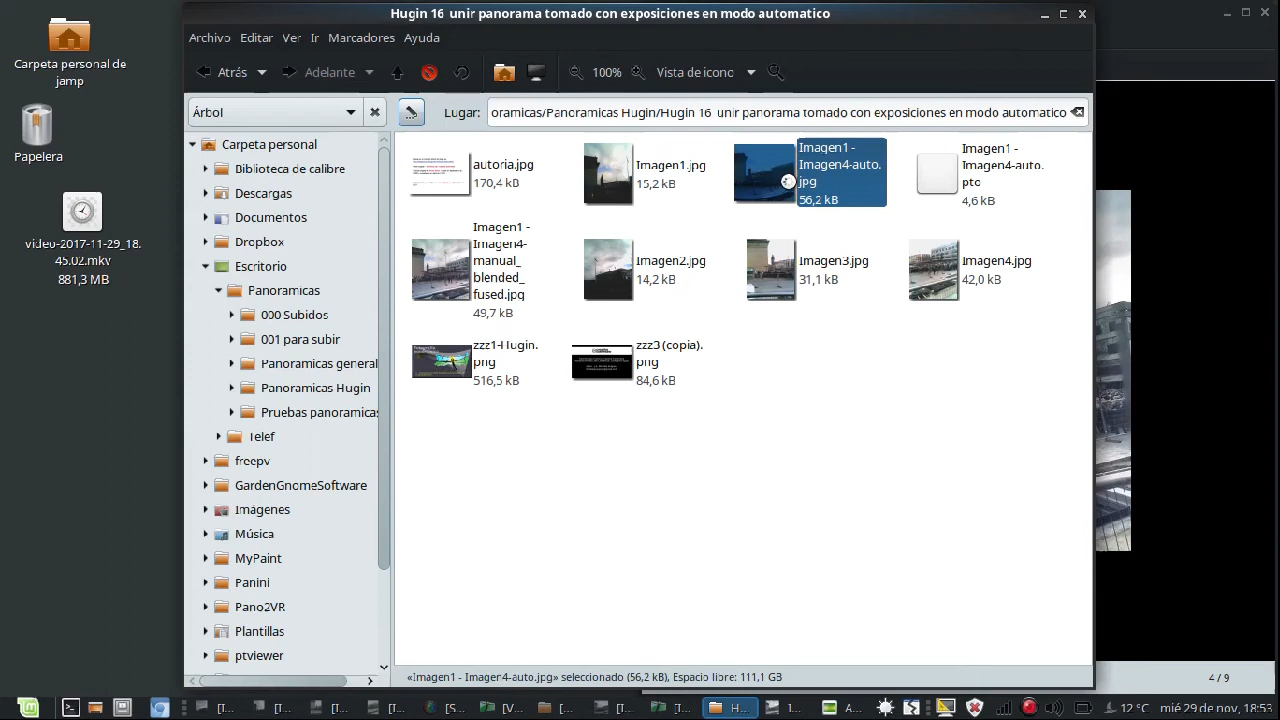 Hugin 16 unir panorama tomado con exposiciones en modo automatico
Carpeta personal de
jamp
Papelera
video-2017-11-29_18.
45.02.mkv
881,3 MB
Archivo Editar Ver Ir Marcadores Ayuda
Atrás Adelante 100% Vista de icono
Árbol Lugar: oramicas/Panoramicas Hugin/Hugin 16 unir panorama tomado con exposiciones en modo automatico
Carpeta personal
Biblioteca de calibre
Descargas
Documentos
Dropbox
Escritorio
Panoramicas
000 Subidos
001 para subir
Panoramicas general
Panoramicas Hugin
Pruebas panoramicas
Telef
freepv
GardenGnomeSoftware
Imágenes
Música
MyPaint
Panini
Pano2VR
Plantillas
ptviewer
autoria.jpg
170,4 kB
Imagen1.jpg
15,2 kB
Imagen1 -
Imagen4-auto.
jpg
56,2 kB
Imagen1 -
Imagen4-auto.
pto
4,6 kB
Imagen1 -
Imagen4-
manual_
blended_
fused.jpg
49,7 kB
Imagen2.jpg
14,2 kB
Imagen3.jpg
31,1 kB
Imagen4.jpg
42,0 kB
zzz1-Hugin.
png
516,5 kB
zzz3 (copia).
png
84,6 kB
«Imagen1 - Imagen4-auto.jpg» seleccionado (56,2 kB), Espacio libre: 111,1 GB
4 / 9
[I... [I... [I... [I... [I... [S... [V... [I... [I... H... 1... A... 12 °C mié 29 de nov, 18:53